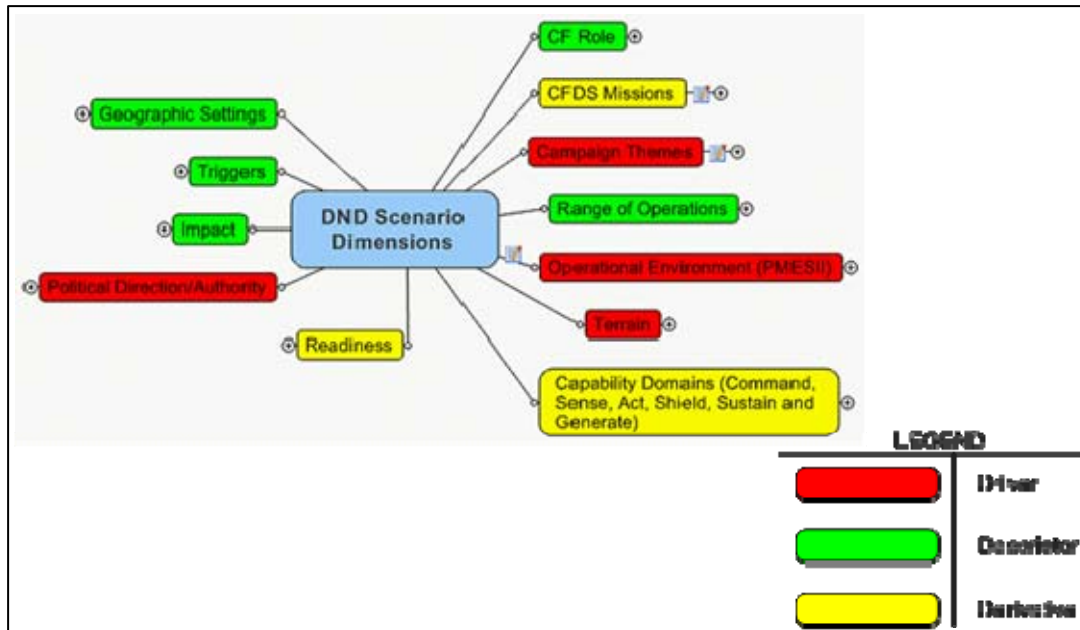 CF Role
CFDS Missions
Campaign Themes
Range of Operations
Operational Environment (PMESII)
Terrain
Capability Domains (Command,
Sense, Act, Shield, Sustain and
Generate)
Geographic Settings
Triggers
Impact
Political Direction/Authority
Readiness
DND Scenario
Dimensions
LEGEND
Driver
Descriptor
Derivative